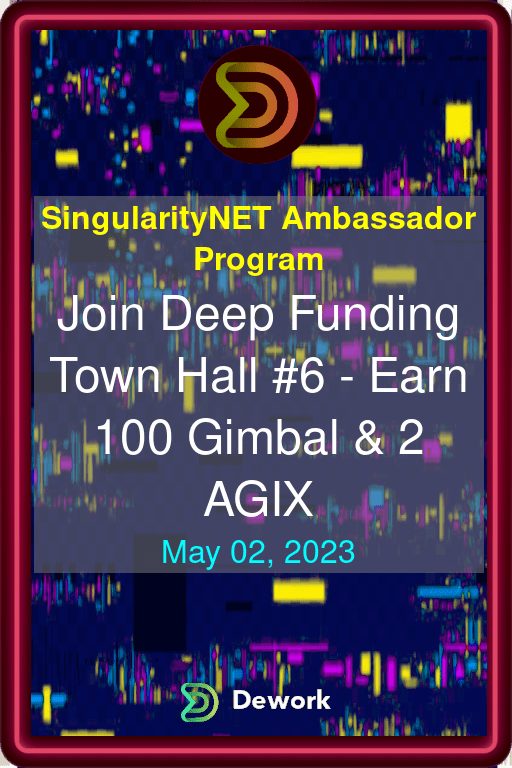 SingularityNET Ambassador
Program
Join Deep Funding
Town Hall #6 - Earn
100 Gimbal & 2
AGIX
May 02, 2023
Dework